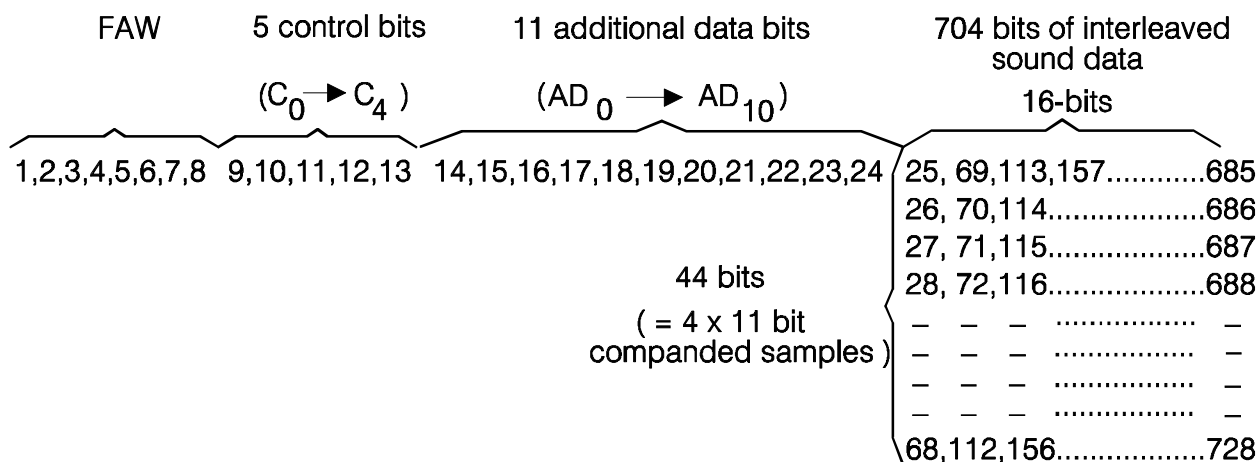 FAW
5 control bits
11 additional data bits
704 bits of interleaved
sound data
(C0 → C4 )
(AD0 → AD10)
16-bits
1,2,3,4,5,6,7,8
9,10,11,12,13
14,15,16,17,18,19,20,21,22,23,24
25, 69,113,157............685
26, 70,114...................686
27, 71,115...................687
28, 72,116...................688
44 bits
( = 4 x 11 bit
companded samples )
– – – ................. –
– – – ................. –
– – – ................. –
– – – ................. –
68,112,156...................728